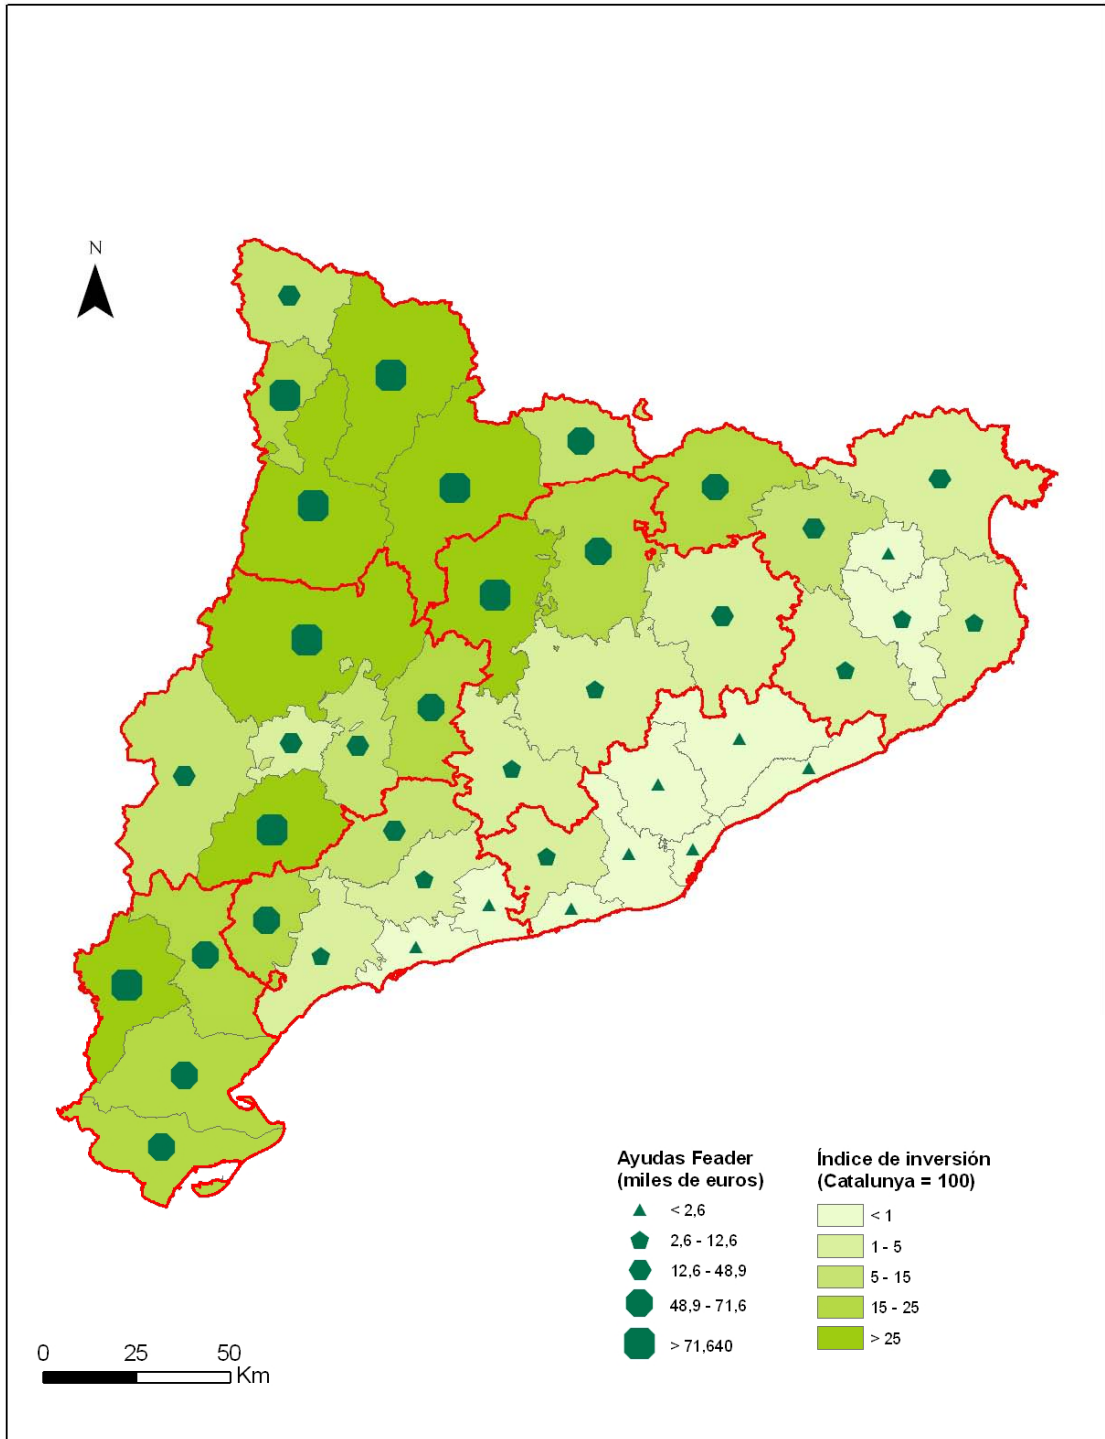 N
Ayudas Feader
(miles de euros)
< 2,6
2,6 - 12,6
12,6 - 48,9
48,9 - 71,6
> 71,640
Índice de inversión
(Catalunya = 100)
< 1
1 - 5
5 - 15
15 - 25
> 25
0 25 50
Km